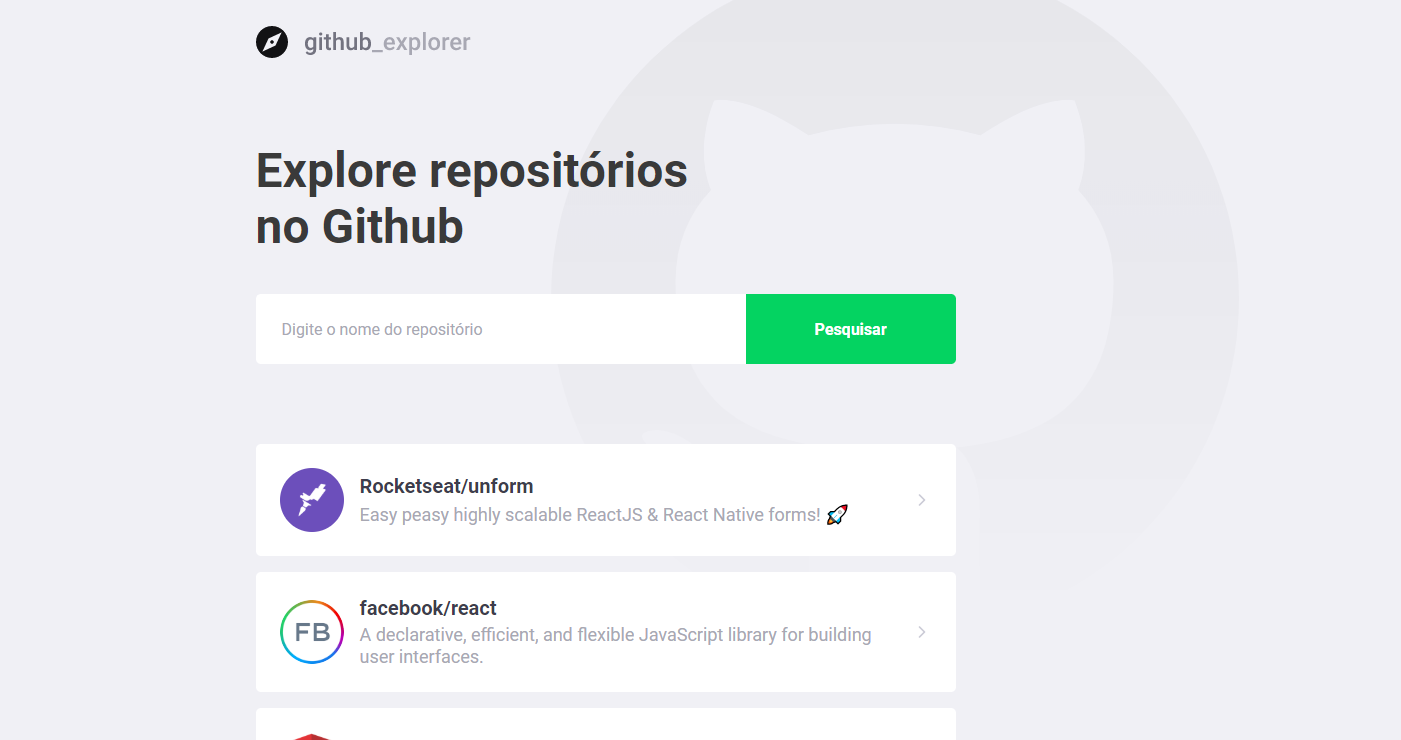 github_explorer
Explore repositórios
no Github
Digite o nome do repositório
Pesquisar
Rocketseat/unform
Easy peasy highly scalable ReactJS & React Native forms! 🚀
FB
facebook/react
A declarative, efficient, and flexible JavaScript library for building
user interfaces.